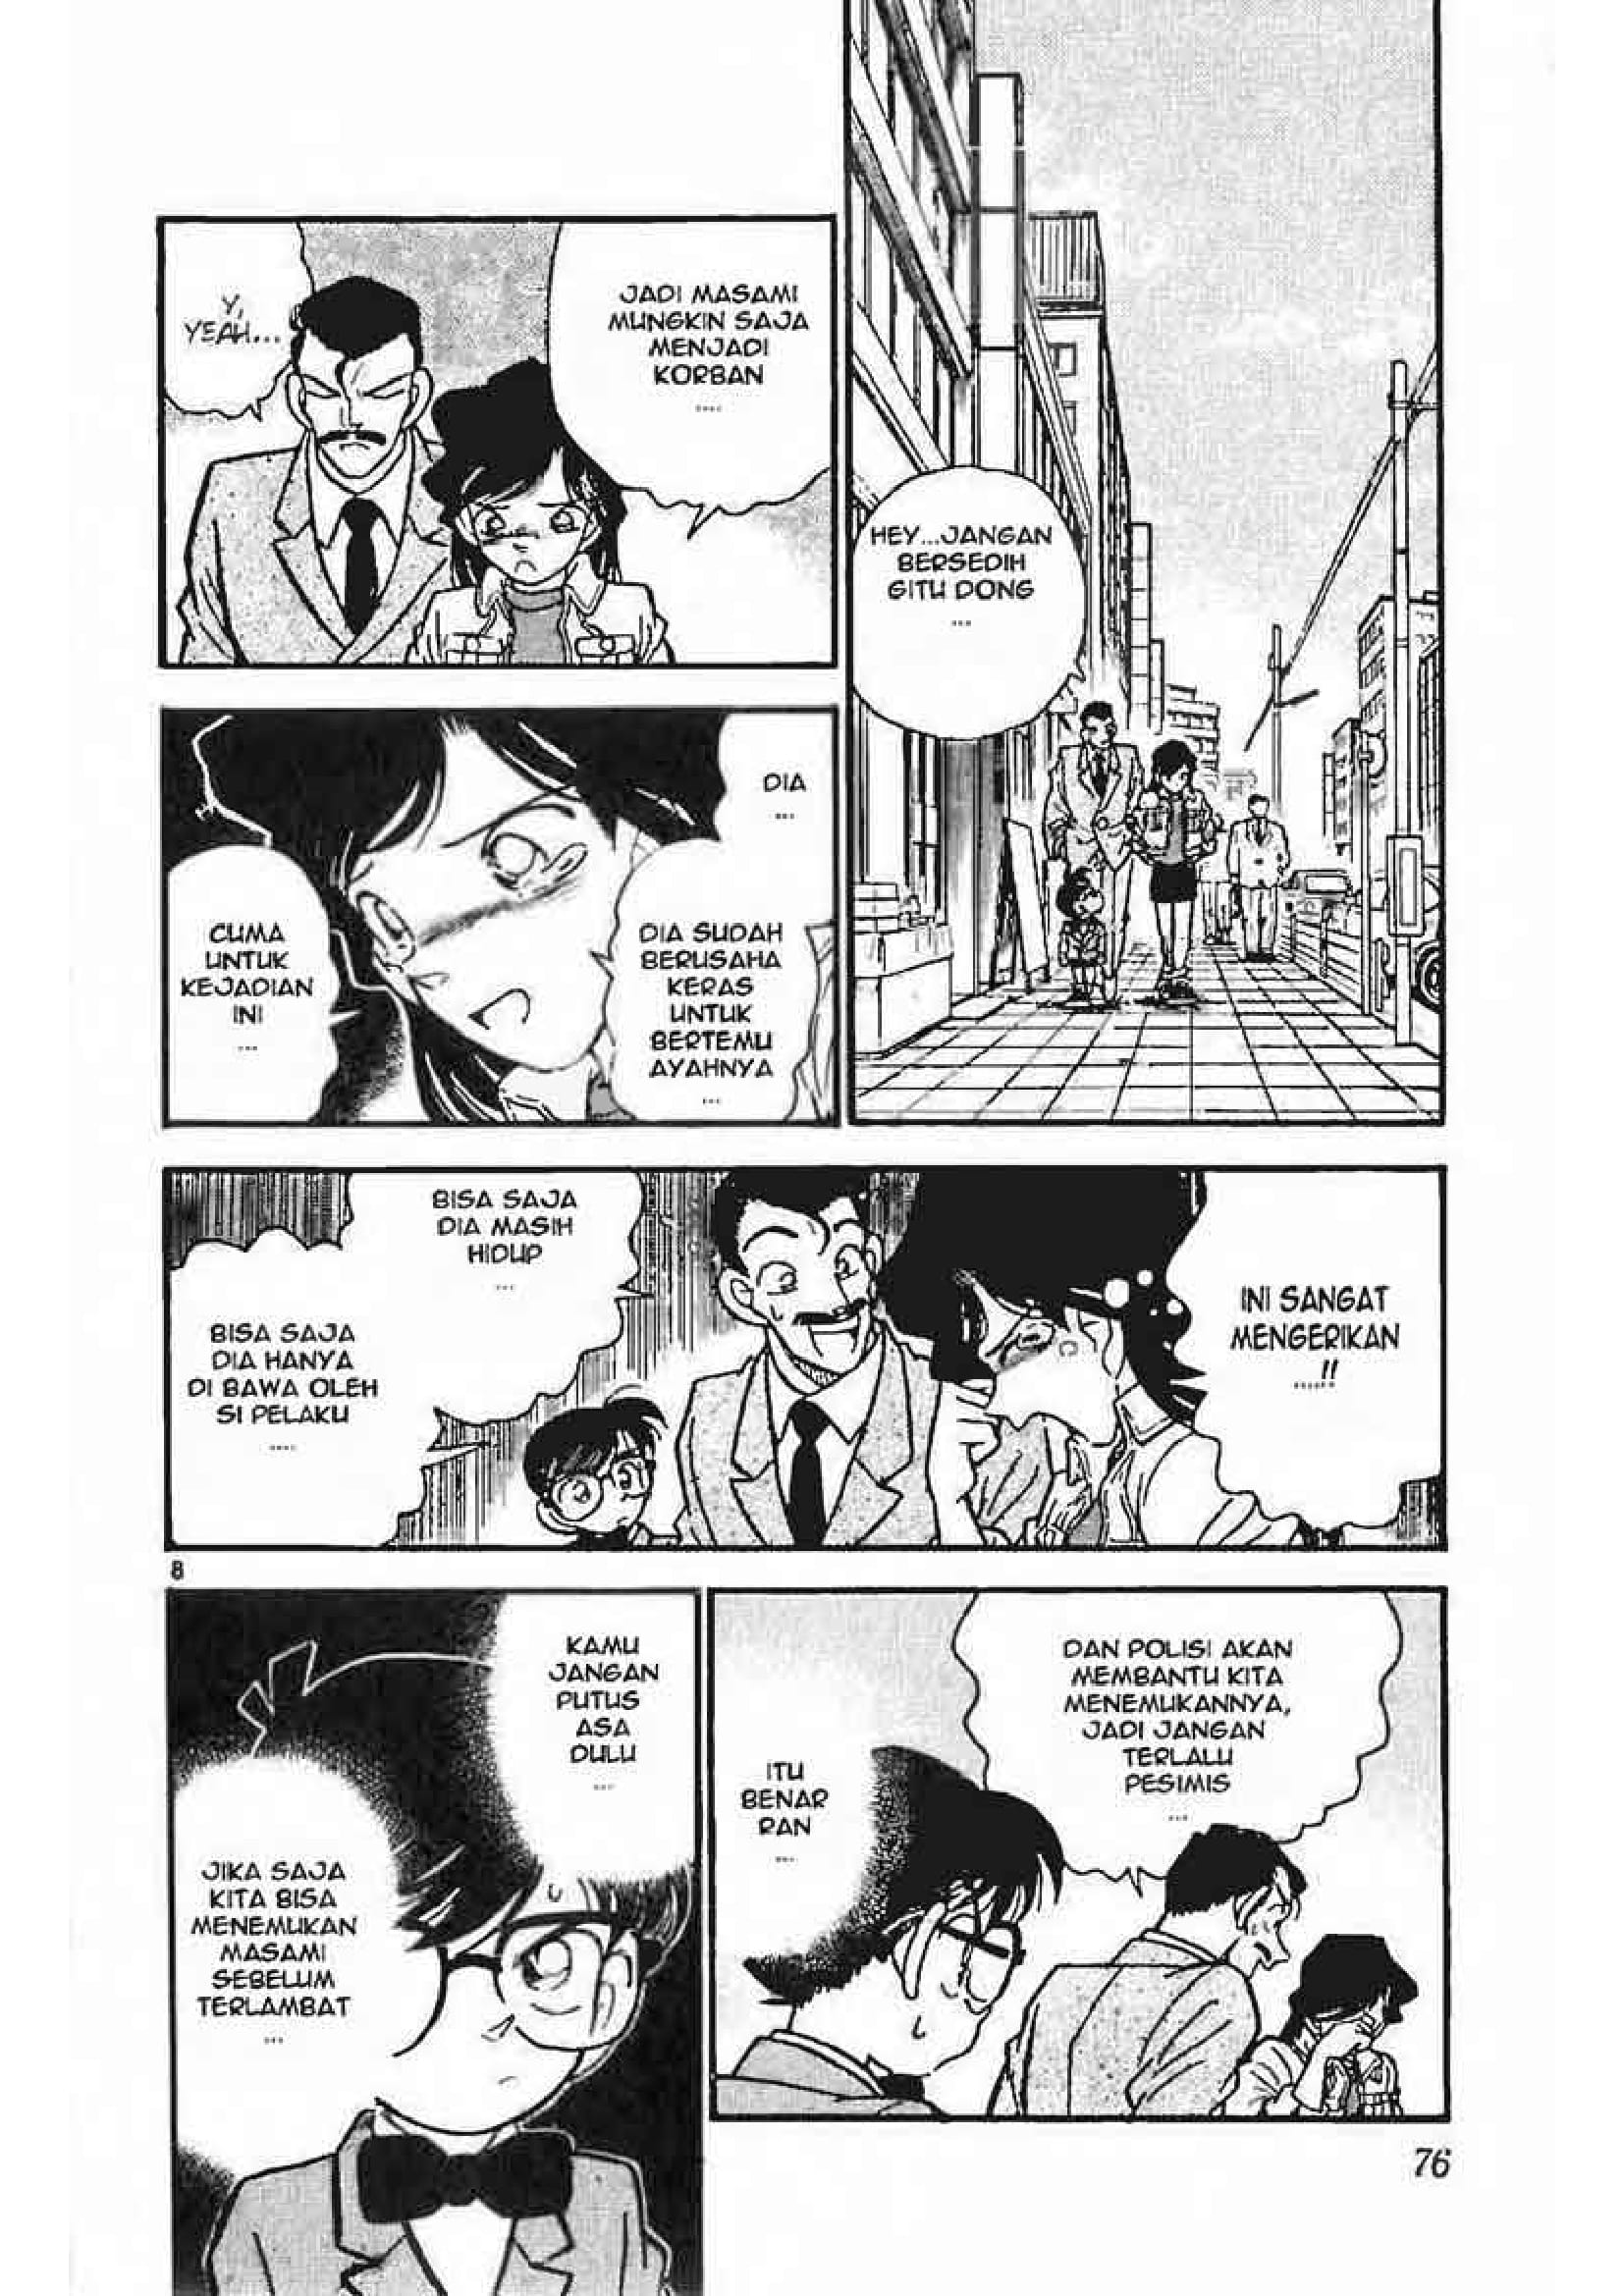 HEY...JANGAN
BERSEDIH
GITU DONG
...
JADI MASAMI
MUNGKIN SAJA
MENJADI
KORBAN
....
Y,
YEAH...
DIA
...
DIA SUDAH
BERUSAHA
KERAS
UNTUK
BERTEMU
AYAHNYA
...
CUMA
UNTUK
KEJADIAN
INI
...
INI SANGAT
MENGERIKAN
......!!
BISA SAJA
DIA MASIH
HIDUP
...
BISA SAJA
DIA HANYA
DI BAWA OLEH
SI PELAKU
....
8
DAN POLISI AKAN
MEMBANTU KITA
MENEMUKANNYA,
JADI JANGAN
TERLALU
PESIMIS
...
ITU
BENAR
RAN
...
KAMU
JANGAN
PUTUS
ASA
DULU
...
JIKA SAJA
KITA BISA
MENEMUKAN
MASAMI
SEBELUM
TERLAMBAT
...
76